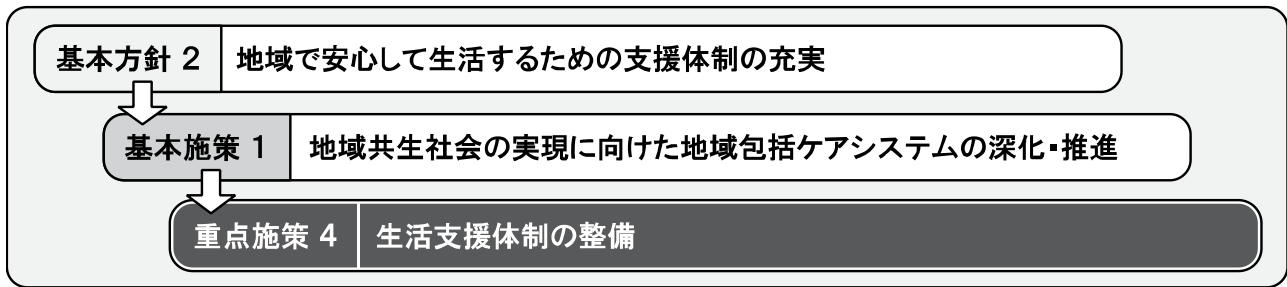 基本方針 2 地域で安心して生活するための支援体制の充実
基本施策 1 地域共生社会の実現に向けた地域包括ケアシステムの深化・推進
重点施策 4 生活支援体制の整備